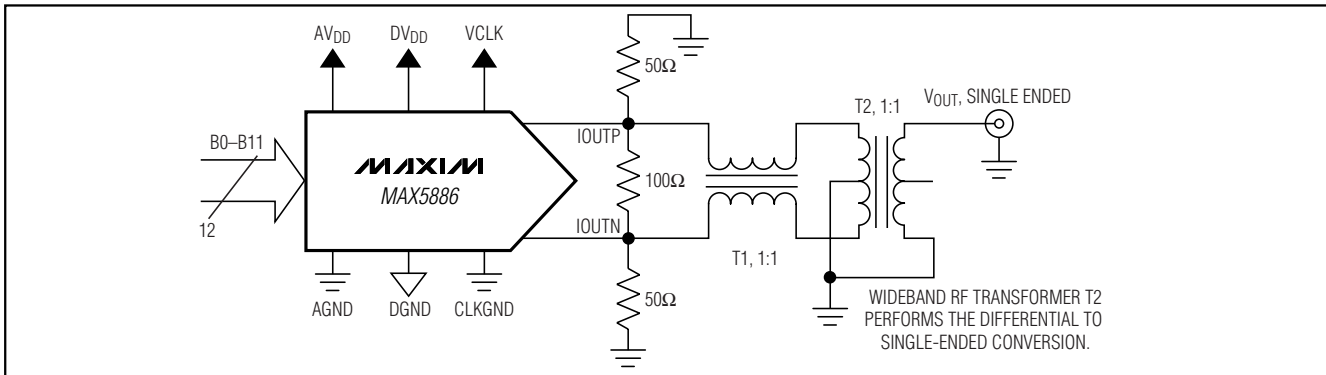 AVDD DVDD VCLK
50Ω
VOUT, SINGLE ENDED
T2, 1:1
B0–B11
IOUTP
MAXIM
MAX5886
100Ω
12
IOUTN
T1, 1:1
50Ω
AGND DGND CLKGND
WIDEBAND RF TRANSFORMER T2
PERFORMS THE DIFFERENTIAL TO
SINGLE-ENDED CONVERSION.